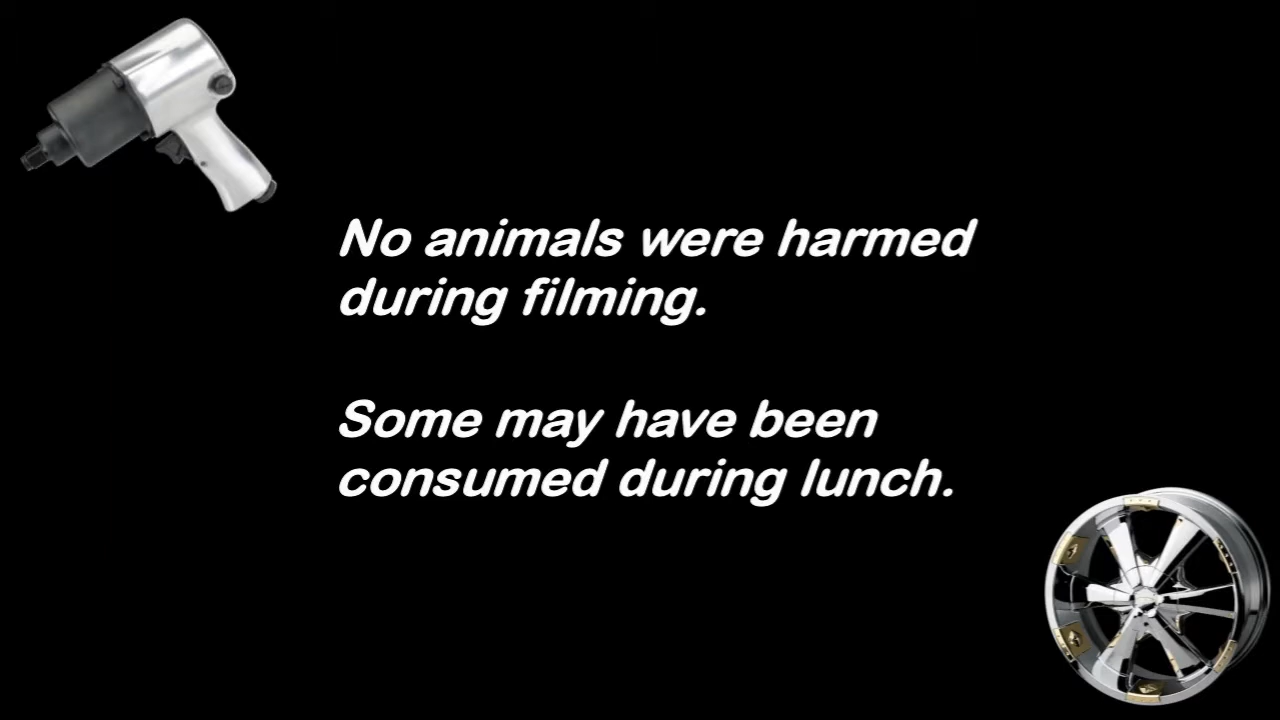 No animals were harmed
during filming.
Some may have been
consumed during lunch.